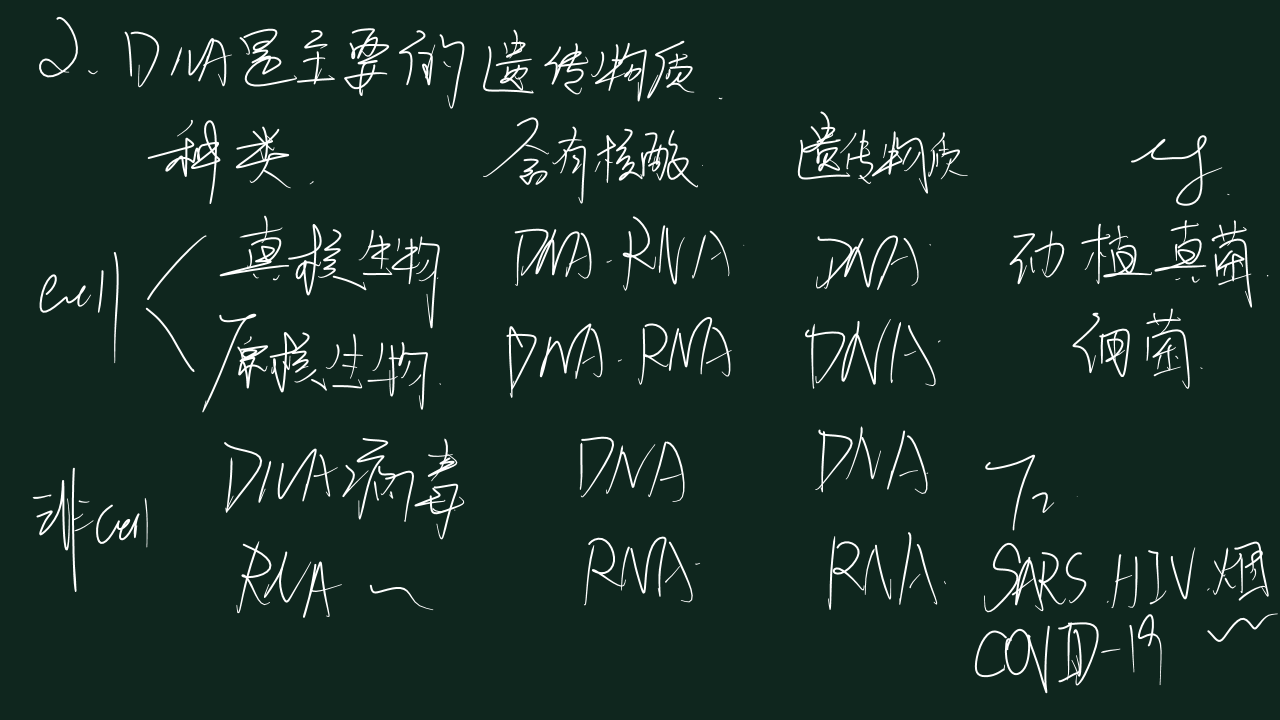 2. DNA是主要的遗传物质.
种类. 含有核酸. 遗传物质 eg.
cell 真核生物 DNA.RNA. DNA. 动植真菌.
原核生物. DNA.RNA DNA. 细菌.
非cell DNA病毒 DNA DNA T2.
RNA~ RNA. RNA. SARS.HIV.烟~
COVID-19